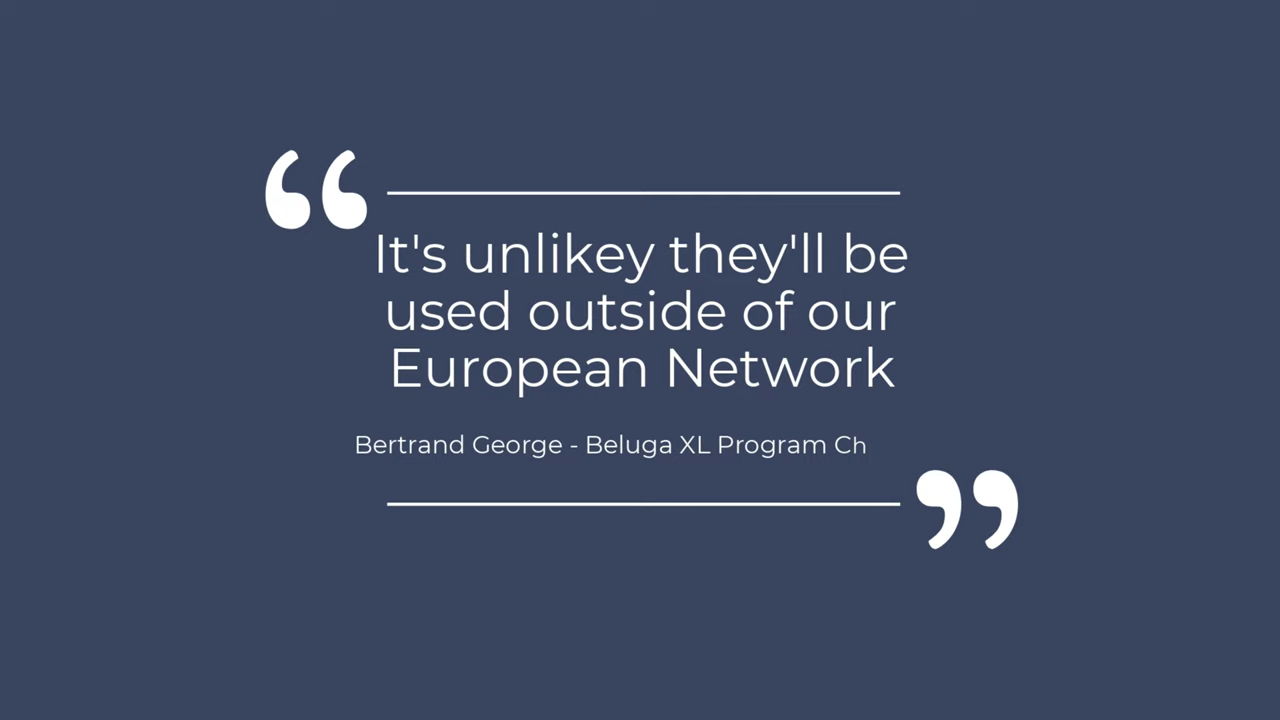 It's unlikey they'll be
used outside of our
European Network
Bertrand George - Beluga XL Program Ch